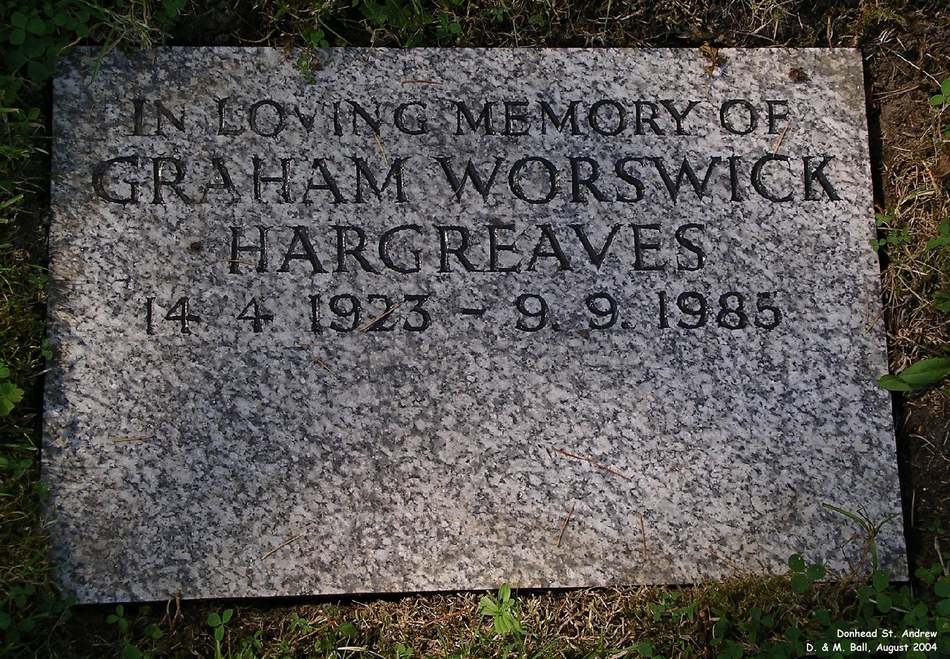 IN LOVING MEMORY OF
GRAHAM WORSWICK
HARGREAVES
14 4 1923 - 9. 9. 1985
Donhead St. Andrew
D. & M. Ball, August 2004